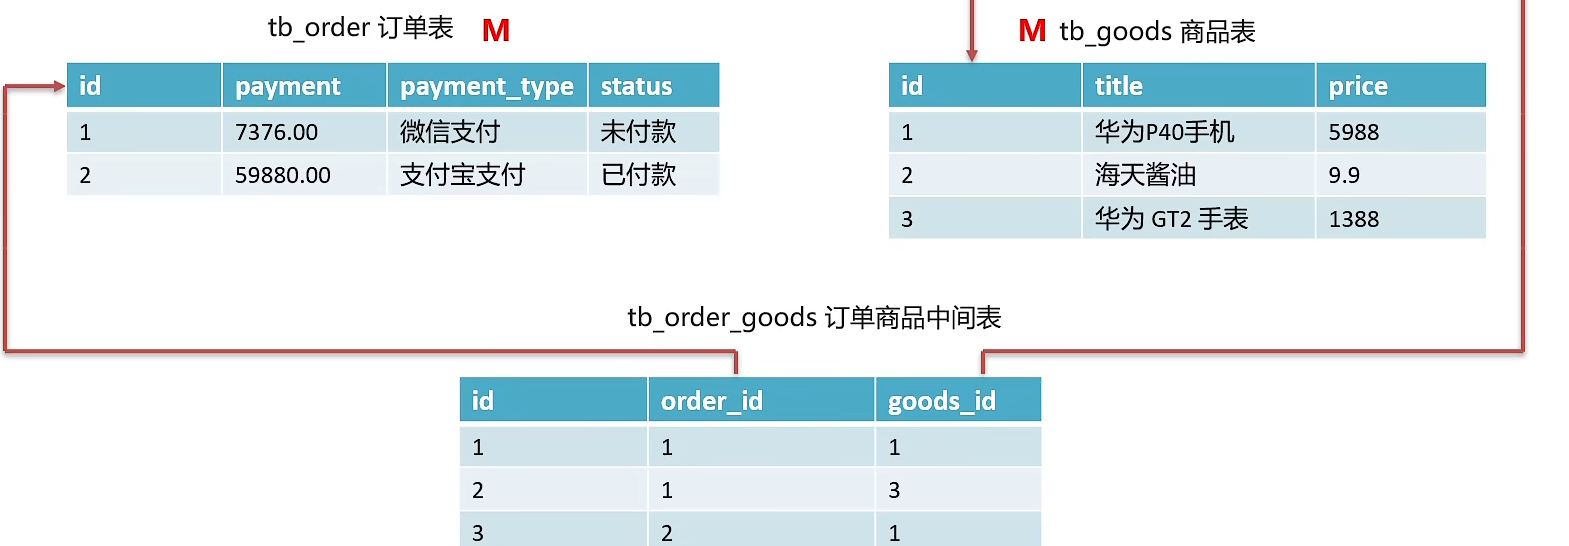 tb_order 订单表 M
id payment payment_type status
1 7376.00 微信支付 未付款
2 59880.00 支付宝支付 已付款
M tb_goods 商品表
id title price
1 华为P40手机 5988
2 海天酱油 9.9
3 华为 GT2 手表 1388
tb_order_goods 订单商品中间表
id order_id goods_id
1 1 1
2 1 3
3 2 1